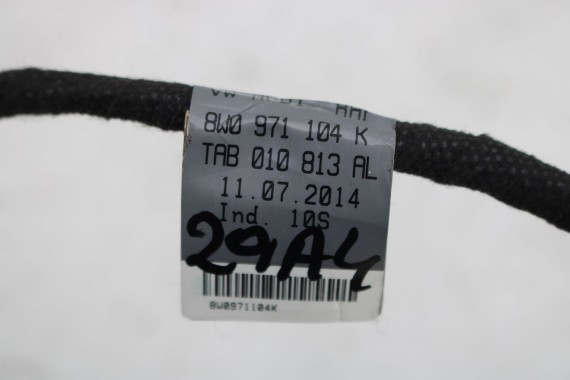 8W0 971 104 K
TAB 010 813 AL
11.07.2014
Ind. 10S
29A4
8W0971104K